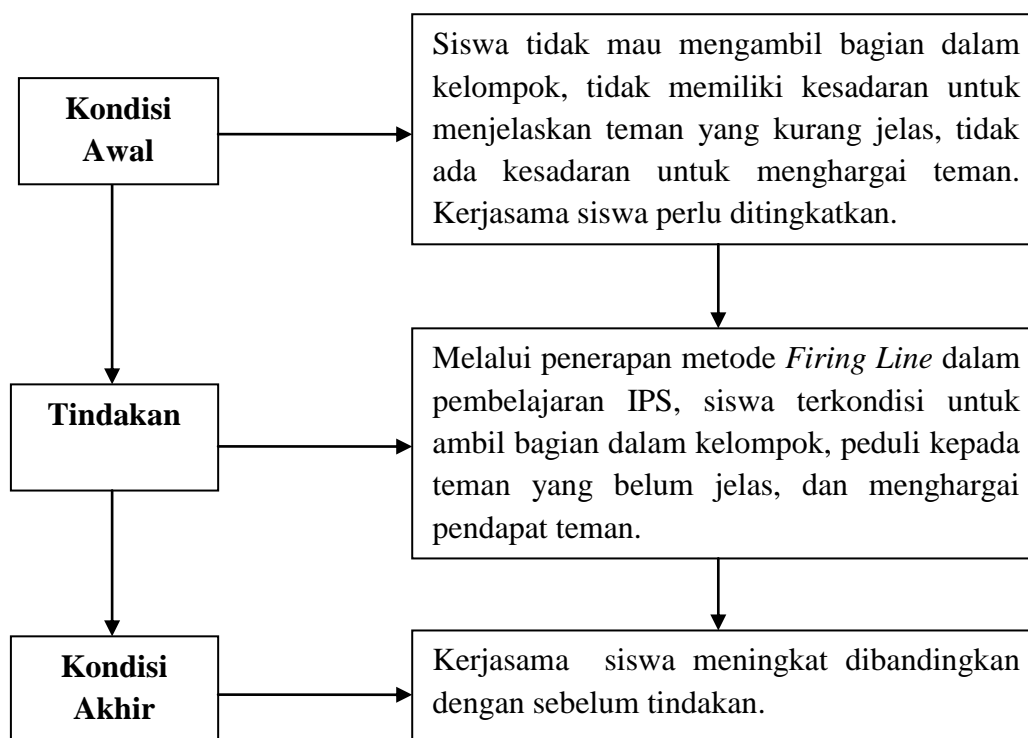 Kondisi
Awal
Siswa tidak mau mengambil bagian dalam
kelompok, tidak memiliki kesadaran untuk
menjelaskan teman yang kurang jelas, tidak
ada kesadaran untuk menghargai teman.
Kerjasama siswa perlu ditingkatkan.
Tindakan
Melalui penerapan metode Firing Line dalam
pembelajaran IPS, siswa terkondisi untuk
ambil bagian dalam kelompok, peduli kepada
teman yang belum jelas, dan menghargai
pendapat teman.
Kondisi
Akhir
Kerjasama siswa meningkat dibandingkan
dengan sebelum tindakan.